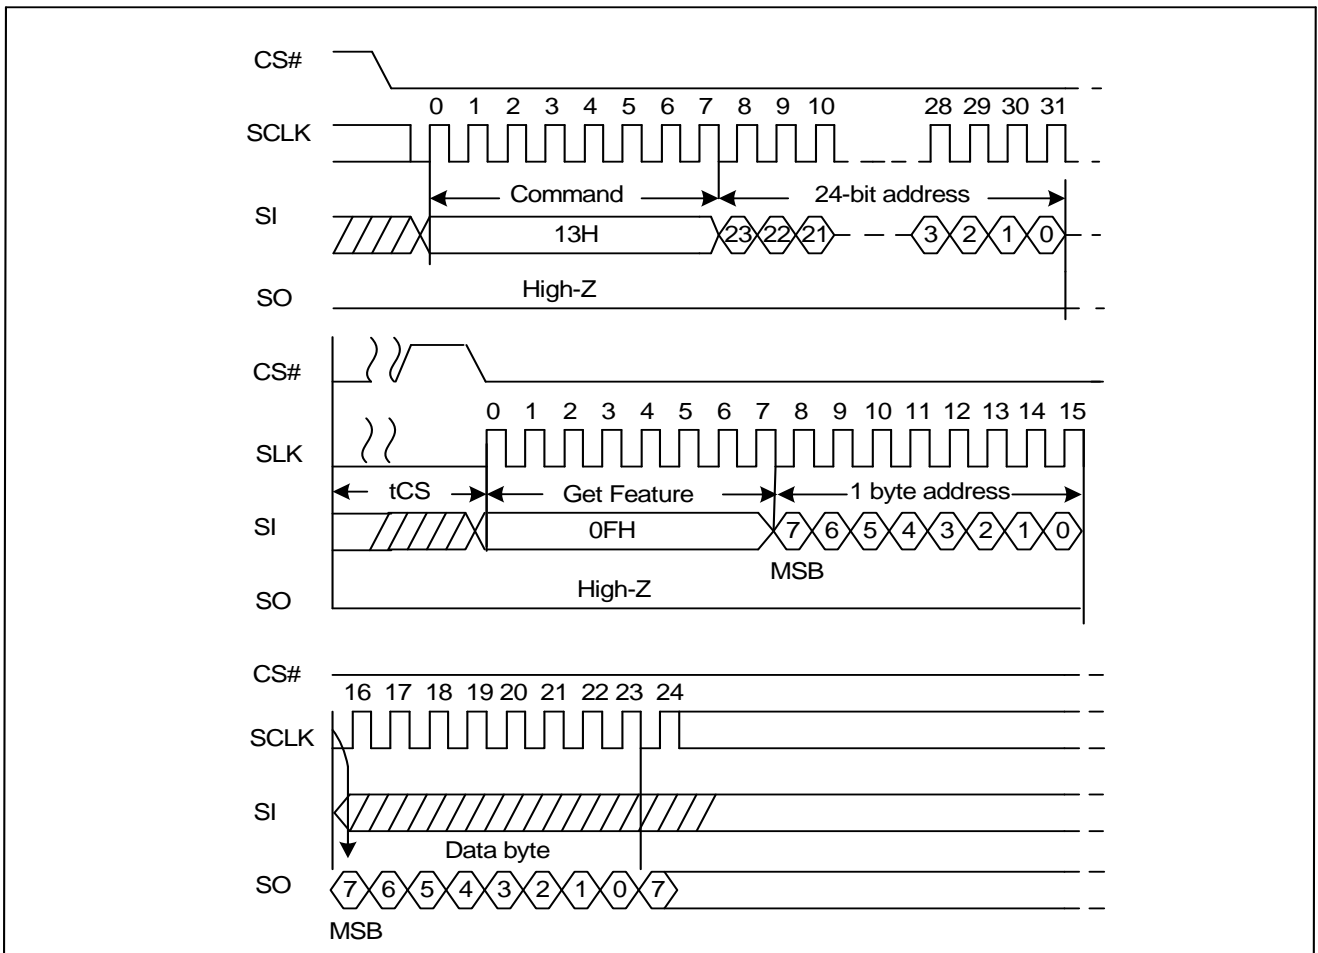 CS#
0 1 2 3 4 5 6 7 8 9 10 28 29 30 31
SCLK
Command 24-bit address
SI
13H 23 22 21 3 2 1 0
High-Z
SO
CS#
0 1 2 3 4 5 6 7 8 9 10 11 12 13 14 15
SLK
tCS Get Feature 1 byte address
SI
0FH 7 6 5 4 3 2 1 0
MSB
High-Z
SO
CS#
16 17 18 19 20 21 22 23 24
SCLK
SI
Data byte
SO 7 6 5 4 3 2 1 0 7
MSB